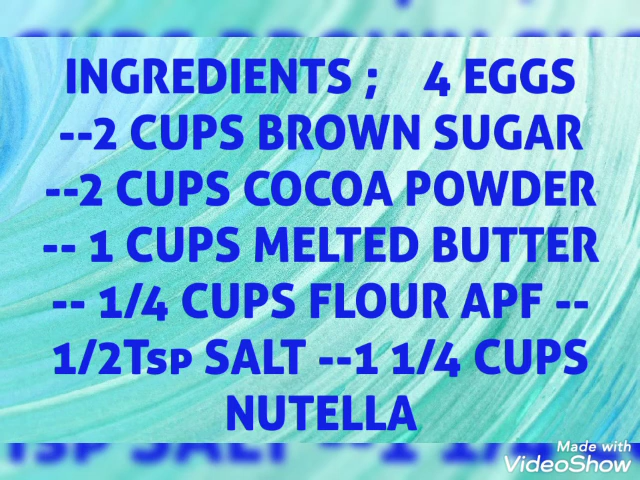 INGREDIENTS ; 4 EGGS
--2 CUPS BROWN SUGAR
--2 CUPS COCOA POWDER
-- 1 CUPS MELTED BUTTER
-- 1/4 CUPS FLOUR APF --
1/2Tsp SALT --1 1/4 CUPS
NUTELLA
Made with
VideoShow